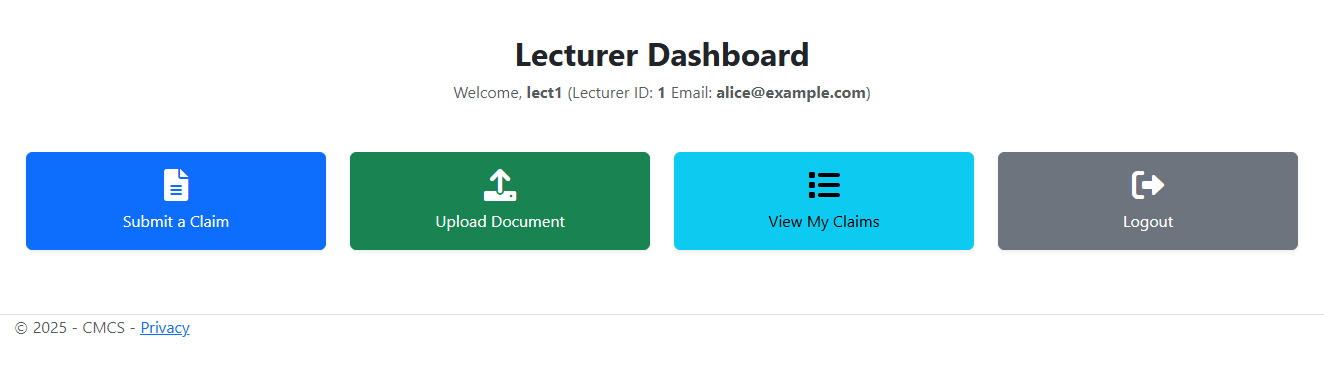 Lecturer Dashboard
Welcome, lect1 (Lecturer ID: 1 Email: alice@example.com)
Submit a Claim
Upload Document
View My Claims
Logout
© 2025 - CMCS - Privacy